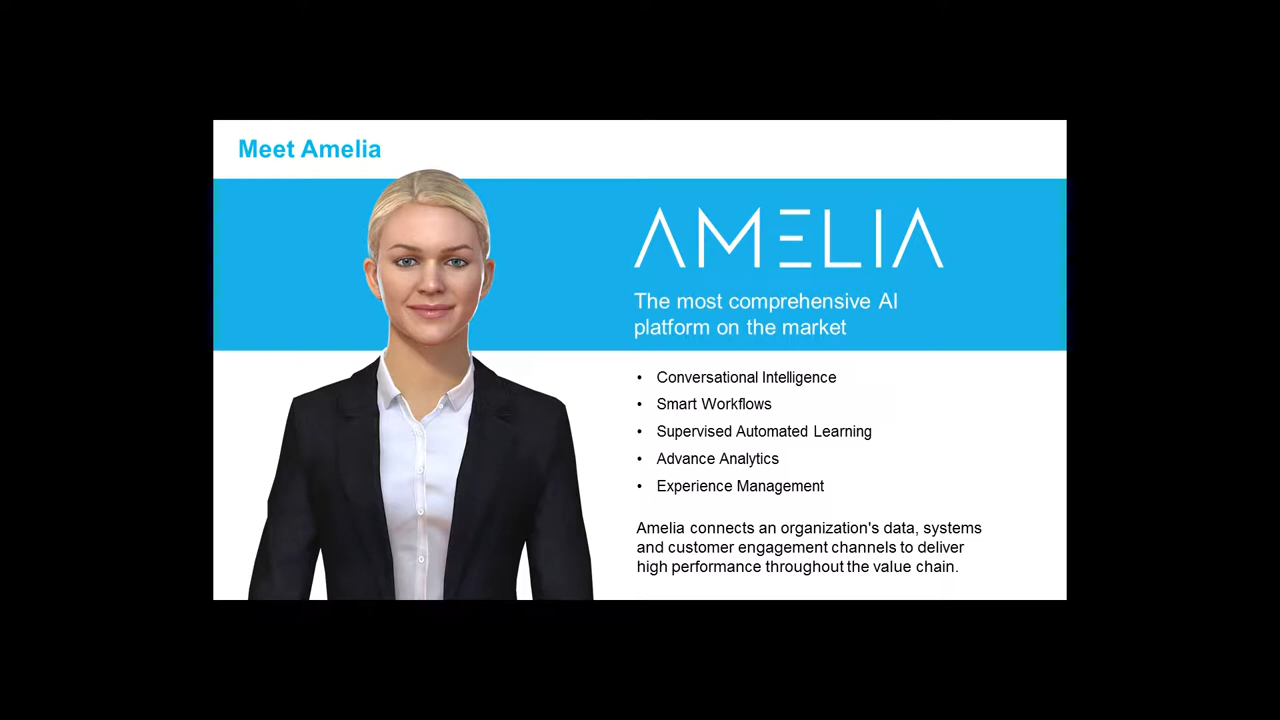 Meet Amelia
AMELIA
The most comprehensive AI
platform on the market
• Conversational Intelligence
• Smart Workflows
• Supervised Automated Learning
• Advance Analytics
• Experience Management
Amelia connects an organization's data, systems
and customer engagement channels to deliver
high performance throughout the value chain.